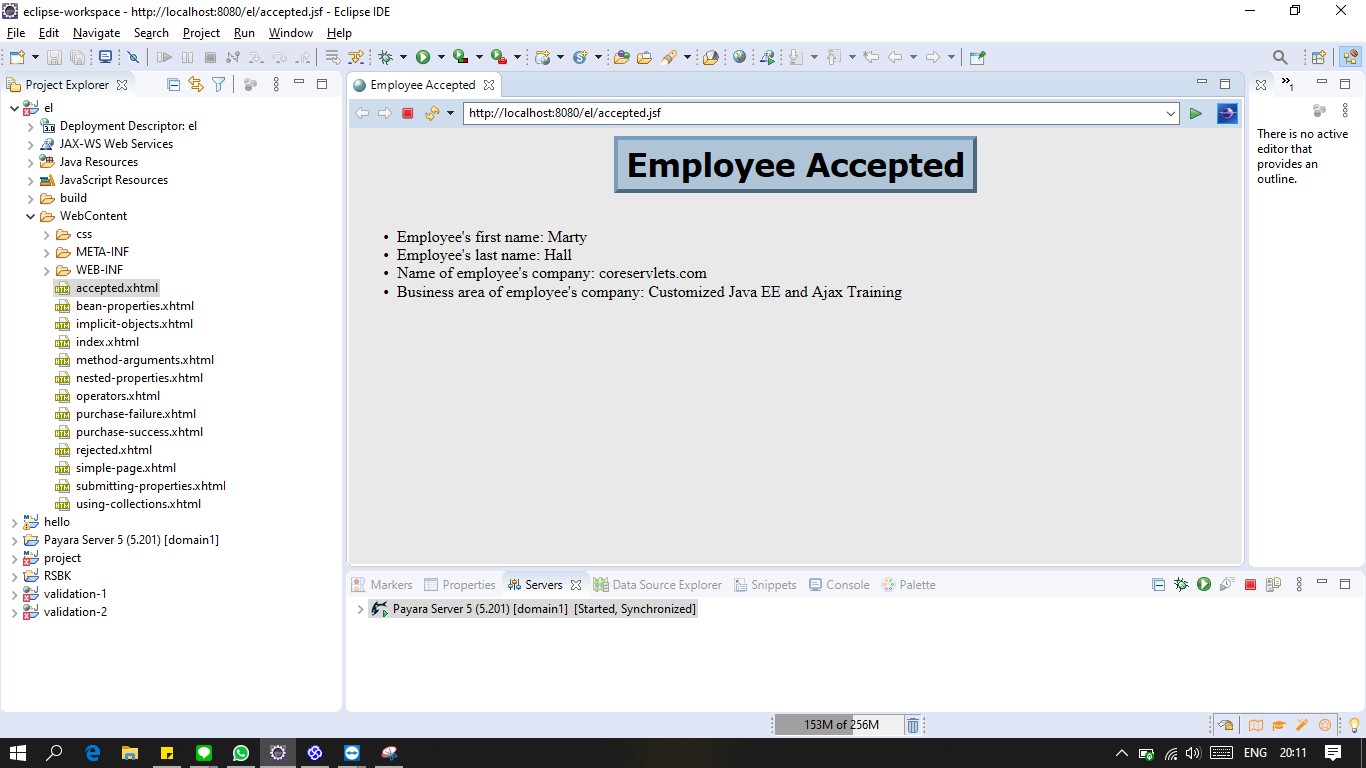 eclipse-workspace - http://localhost:8080/el/accepted.jsf - Eclipse IDE
File Edit Navigate Search Project Run Window Help
Project Explorer
el
Deployment Descriptor: el
JAX-WS Web Services
Java Resources
JavaScript Resources
build
WebContent
css
META-INF
WEB-INF
accepted.xhtml
bean-properties.xhtml
implicit-objects.xhtml
index.xhtml
method-arguments.xhtml
nested-properties.xhtml
operators.xhtml
purchase-failure.xhtml
purchase-success.xhtml
rejected.xhtml
simple-page.xhtml
submitting-properties.xhtml
using-collections.xhtml
hello
Payara Server 5 (5.201) [domain1]
project
RSBK
validation-1
validation-2
Employee Accepted
http://localhost:8080/el/accepted.jsf
Employee Accepted
• Employee's first name: Marty
• Employee's last name: Hall
• Name of employee's company: coreservlets.com
• Business area of employee's company: Customized Java EE and Ajax Training
»1
There is no active
editor that
provides an
outline.
Markers Properties Servers Data Source Explorer Snippets Console Palette
Payara Server 5 (5.201) [domain1] [Started, Synchronized]
153M of 256M
ENG 20:11